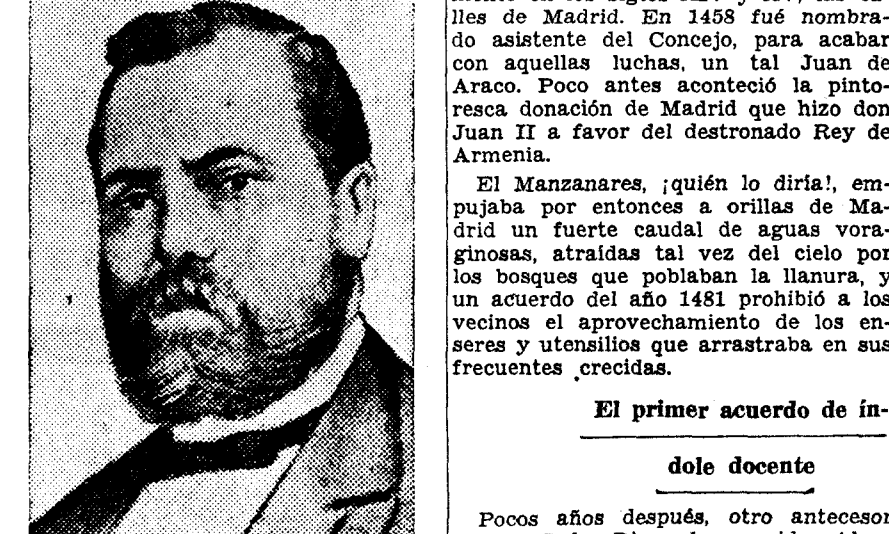 lles de Madrid. En 1458 fué nombra-
do asistente del Concejo, para acabar
con aquellas luchas, un tal Juan de
Araco. Poco antes aconteció la pinto-
resca donación de Madrid que hizo don
Juan II a favor del destronado Rey de
Armenia.
El Manzanares, ¡quién lo diría!, em-
pujaba por entonces a orillas de Ma-
drid un fuerte caudal de aguas vora-
ginosas, atraídas tal vez del cielo por
los bosques que poblaban la llanura, y
un acuerdo del año 1481 prohibió a los
vecinos el aprovechamiento de los en-
seres y utensilios que arrastraba en sus
frecuentes crecidas.
El primer acuerdo de ín-
dole docente
Pocos años después, otro antecesor